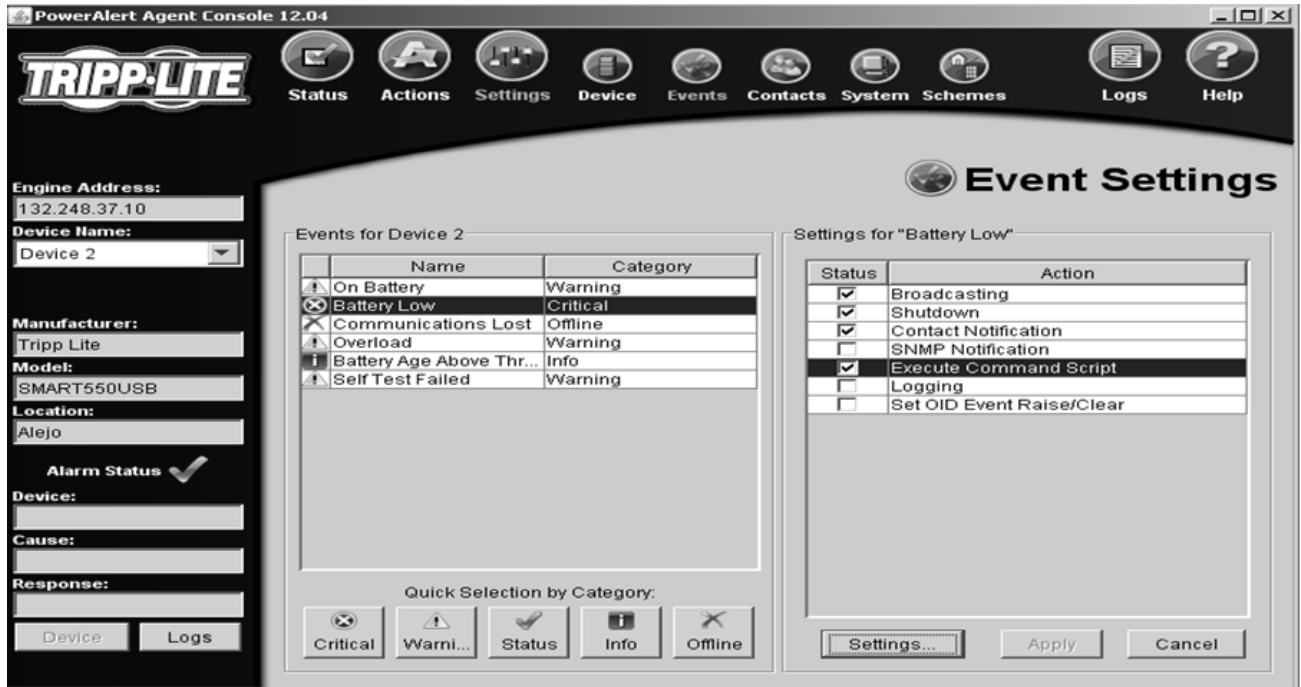 PowerAlert Agent Console 12.04
TRIPP·LITE
Status Actions Settings Device Events Contacts System Schemes Logs Help
Event Settings
Engine Address:
132.248.37.10
Device Name:
Device 2
Manufacturer:
Tripp Lite
Model:
SMART550USB
Location:
Alejo
Alarm Status
Device:
Cause:
Response:
Device Logs
Events for Device 2
Name Category
On Battery Warning
Battery Low Critical
Communications Lost Offline
Overload Warning
Battery Age Above Thr... Info
Self Test Failed Warning
Quick Selection by Category:
Critical Warni... Status Info Offline
Settings for "Battery Low"
Status Action
Broadcasting
Shutdown
Contact Notification
SNMP Notification
Execute Command Script
Logging
Set OID Event Raise/Clear
Settings... Apply Cancel